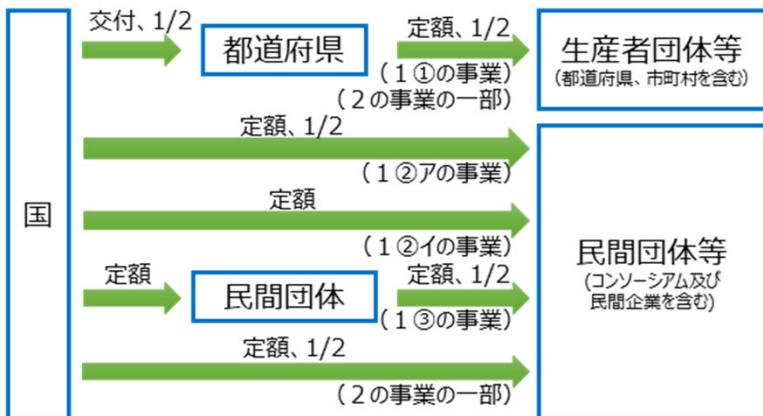 国
交付、1/2
都道府県
定額、1/2
(1①の事業)
(2の事業の一部)
生産者団体等
(都道府県、市町村を含む)
定額、1/2
(1②アの事業)
定額
(1②イの事業)
定額
民間団体
定額、1/2
(1③の事業)
定額、1/2
(2の事業の一部)
民間団体等
(コンソーシアム及び
民間企業を含む)